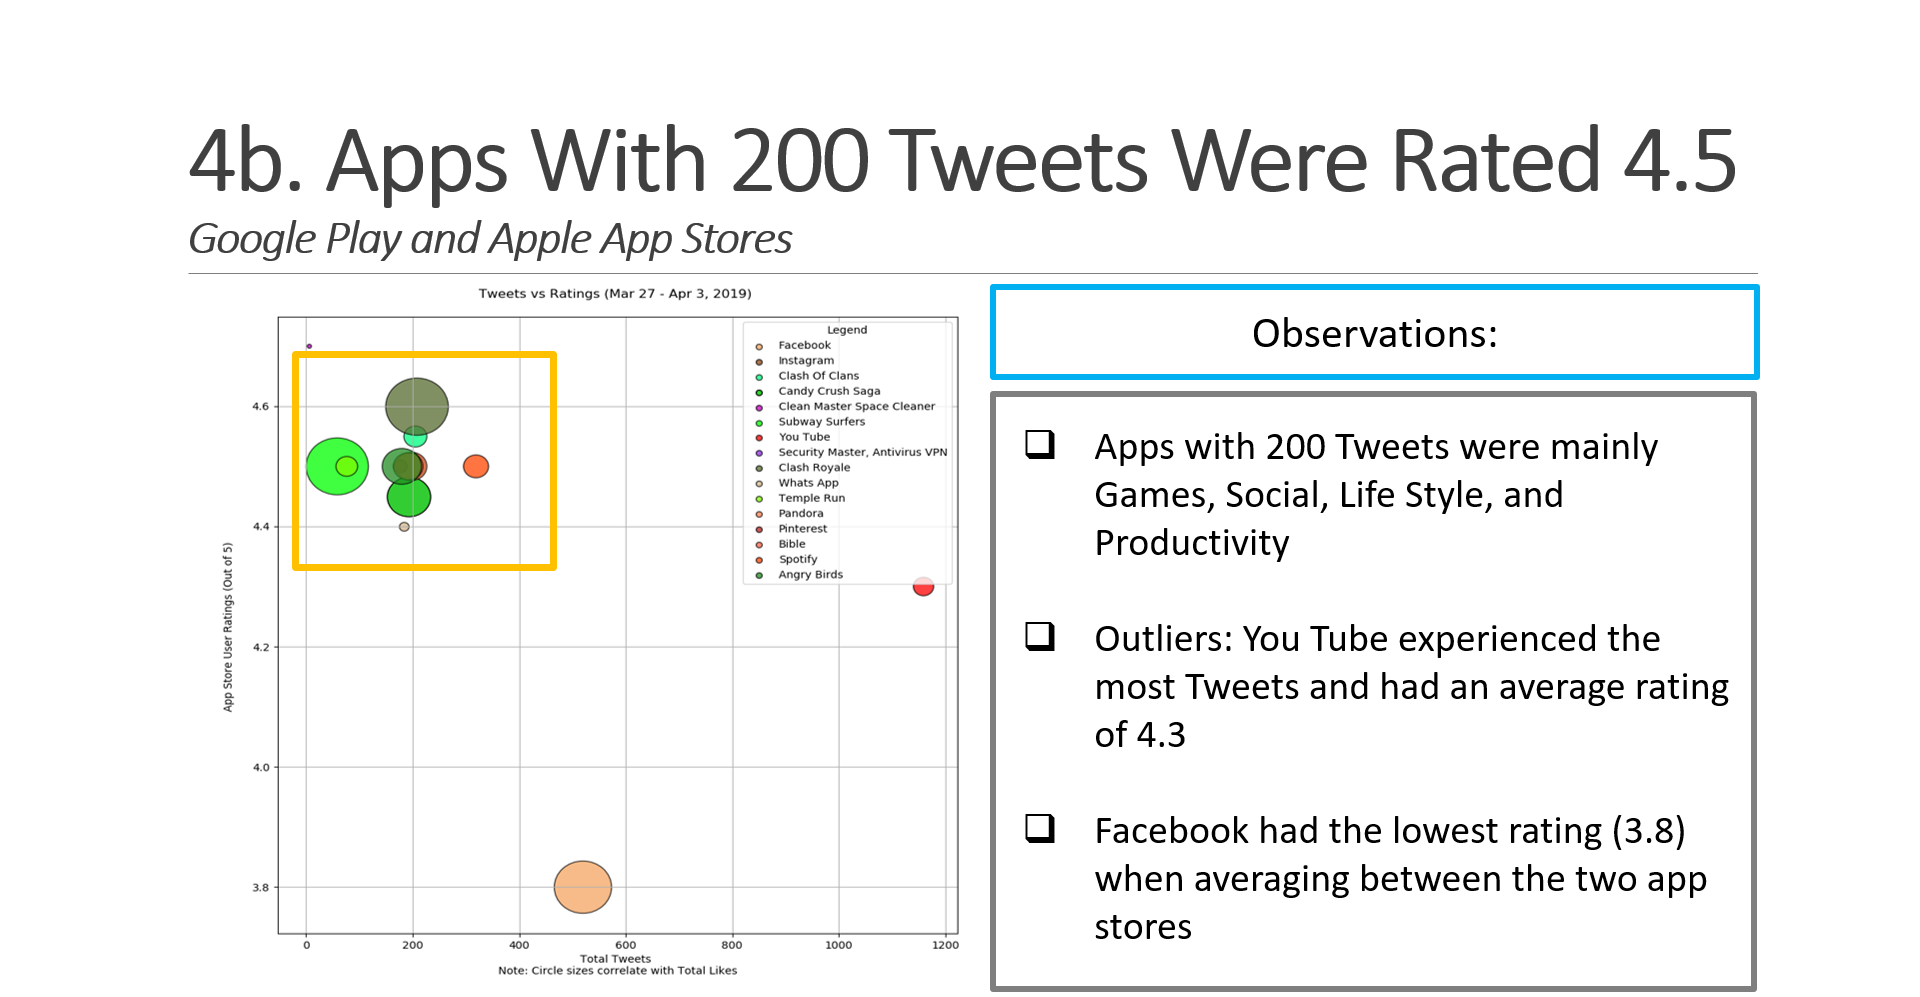 4b. Apps With 200 Tweets Were Rated 4.5
Google Play and Apple App Stores
Tweets vs Ratings (Mar 27 - Apr 3, 2019)
Legend
Facebook
Instagram
Clash Of Clans
Candy Crush Saga
Clean Master Space Cleaner
Subway Surfers
You Tube
Security Master, Antivirus VPN
Clash Royale
Whats App
Temple Run
Pandora
Pinterest
Bible
Spotify
Angry Birds
App Store User Ratings (Out of 5)
4.6
4.4
4.2
4.0
3.8
0 200 400 600 800 1000 1200
Total Tweets
Note: Circle sizes correlate with Total Likes
Observations:
Apps with 200 Tweets were mainly
Games, Social, Life Style, and
Productivity
Outliers: You Tube experienced the
most Tweets and had an average rating
of 4.3
Facebook had the lowest rating (3.8)
when averaging between the two app
stores